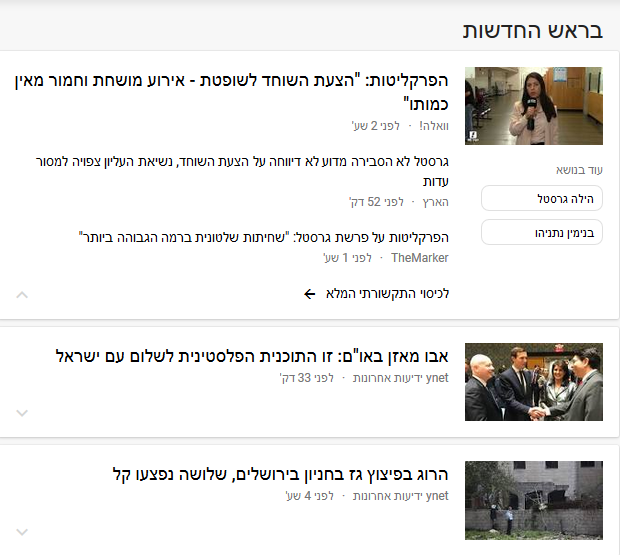 בראש החדשות
הפרקליטות: "הצעת השוחד לשופטת - אירוע מושחת וחמור מאין
כמותו"
וואלה! · לפני 2 שע'
גרסטל לא הסבירה מדוע לא דיווחה על הצעת השוחד, נשיאת העליון צפויה למסור
עדות
הארץ · לפני 52 דק'
הפרקליטות על פרשת גרסטל: "שחיתות שלטונית ברמה הגבוהה ביותר"
TheMarker · לפני 1 שע'
לכיסוי התקשורתי המלא
עוד בנושא
הילה גרסטל
בנימין נתניהו
אבו מאזן באו"ם: זו התוכנית הפלסטינית לשלום עם ישראל
ynet ידיעות אחרונות · לפני 33 דק'
הרוג בפיצוץ גז בחניון בירושלים, שלושה נפצעו קל
ynet ידיעות אחרונות · לפני 4 שע'